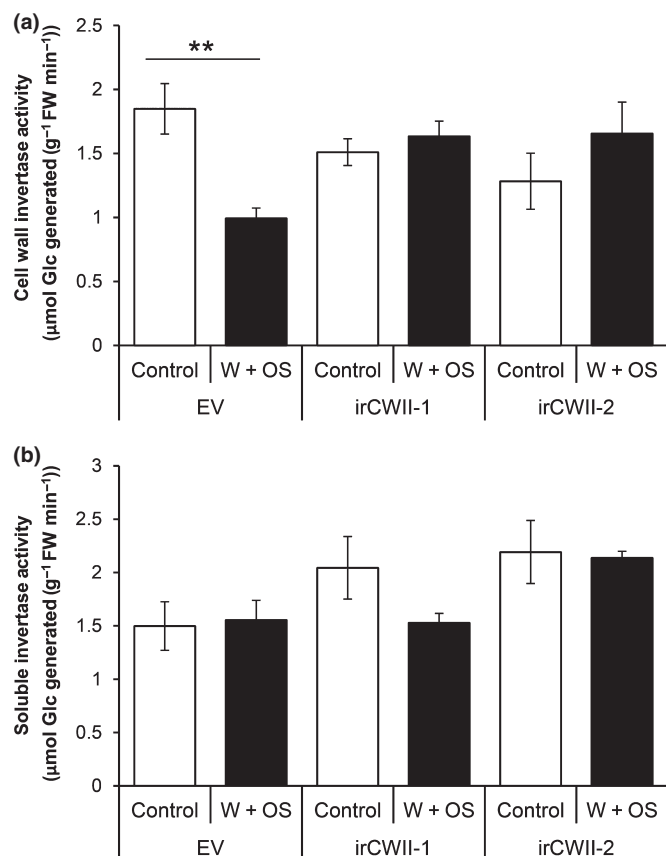 (a)
Cell wall invertase activity
(µmol Glc generated (g⁻¹ FW min⁻¹))
2.5
2
1.5
1
0.5
0
**
Control W + OS Control W + OS Control W + OS
EV irCWII-1 irCWII-2
(b)
Soluble invertase activity
(µmol Glc generated (g⁻¹ FW min⁻¹))
3
2.5
2
1.5
1
0.5
0
Control W + OS Control W + OS Control W + OS
EV irCWII-1 irCWII-2